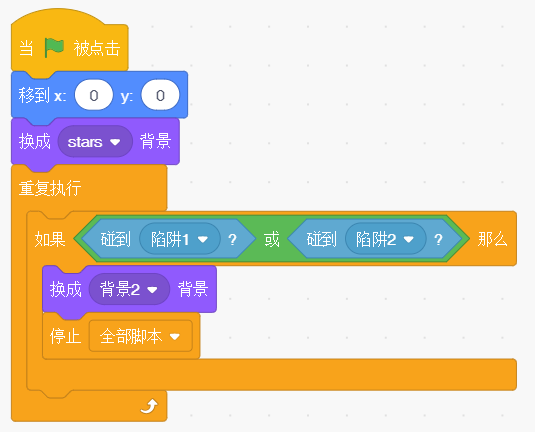 当 被点击
移到 x: 0 y: 0
换成 stars 背景
重复执行
如果 碰到 陷阱1 ? 或 碰到 陷阱2 ? 那么
换成 背景2 背景
停止 全部脚本